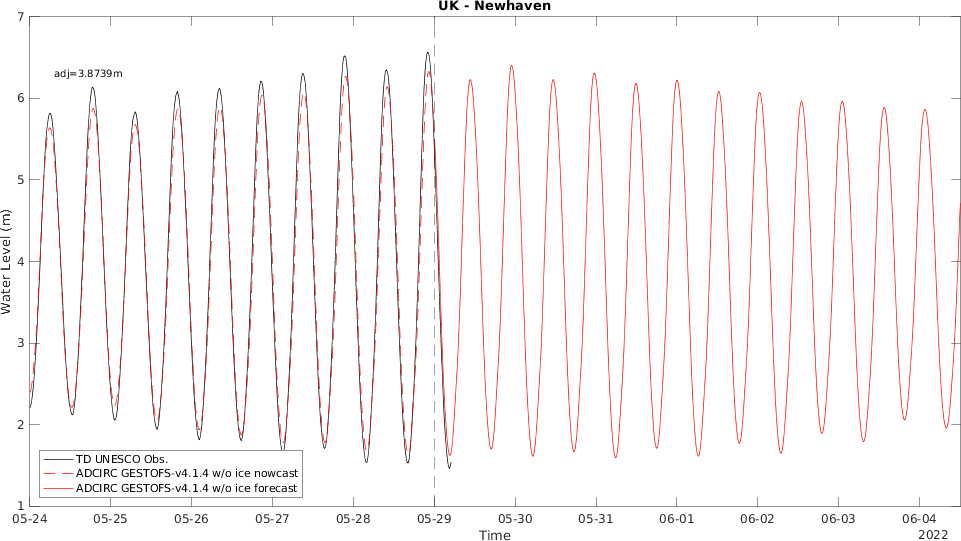 UK - Newhaven
7
adj=3.8739m
6
5
Water Level (m)
4
3
2
TD UNESCO Obs.
ADCIRC GESTOFS-v4.1.4 w/o ice nowcast
ADCIRC GESTOFS-v4.1.4 w/o ice forecast
1
05-24 05-25 05-26 05-27 05-28 05-29 05-30 05-31 06-01 06-02 06-03 06-04
Time
2022